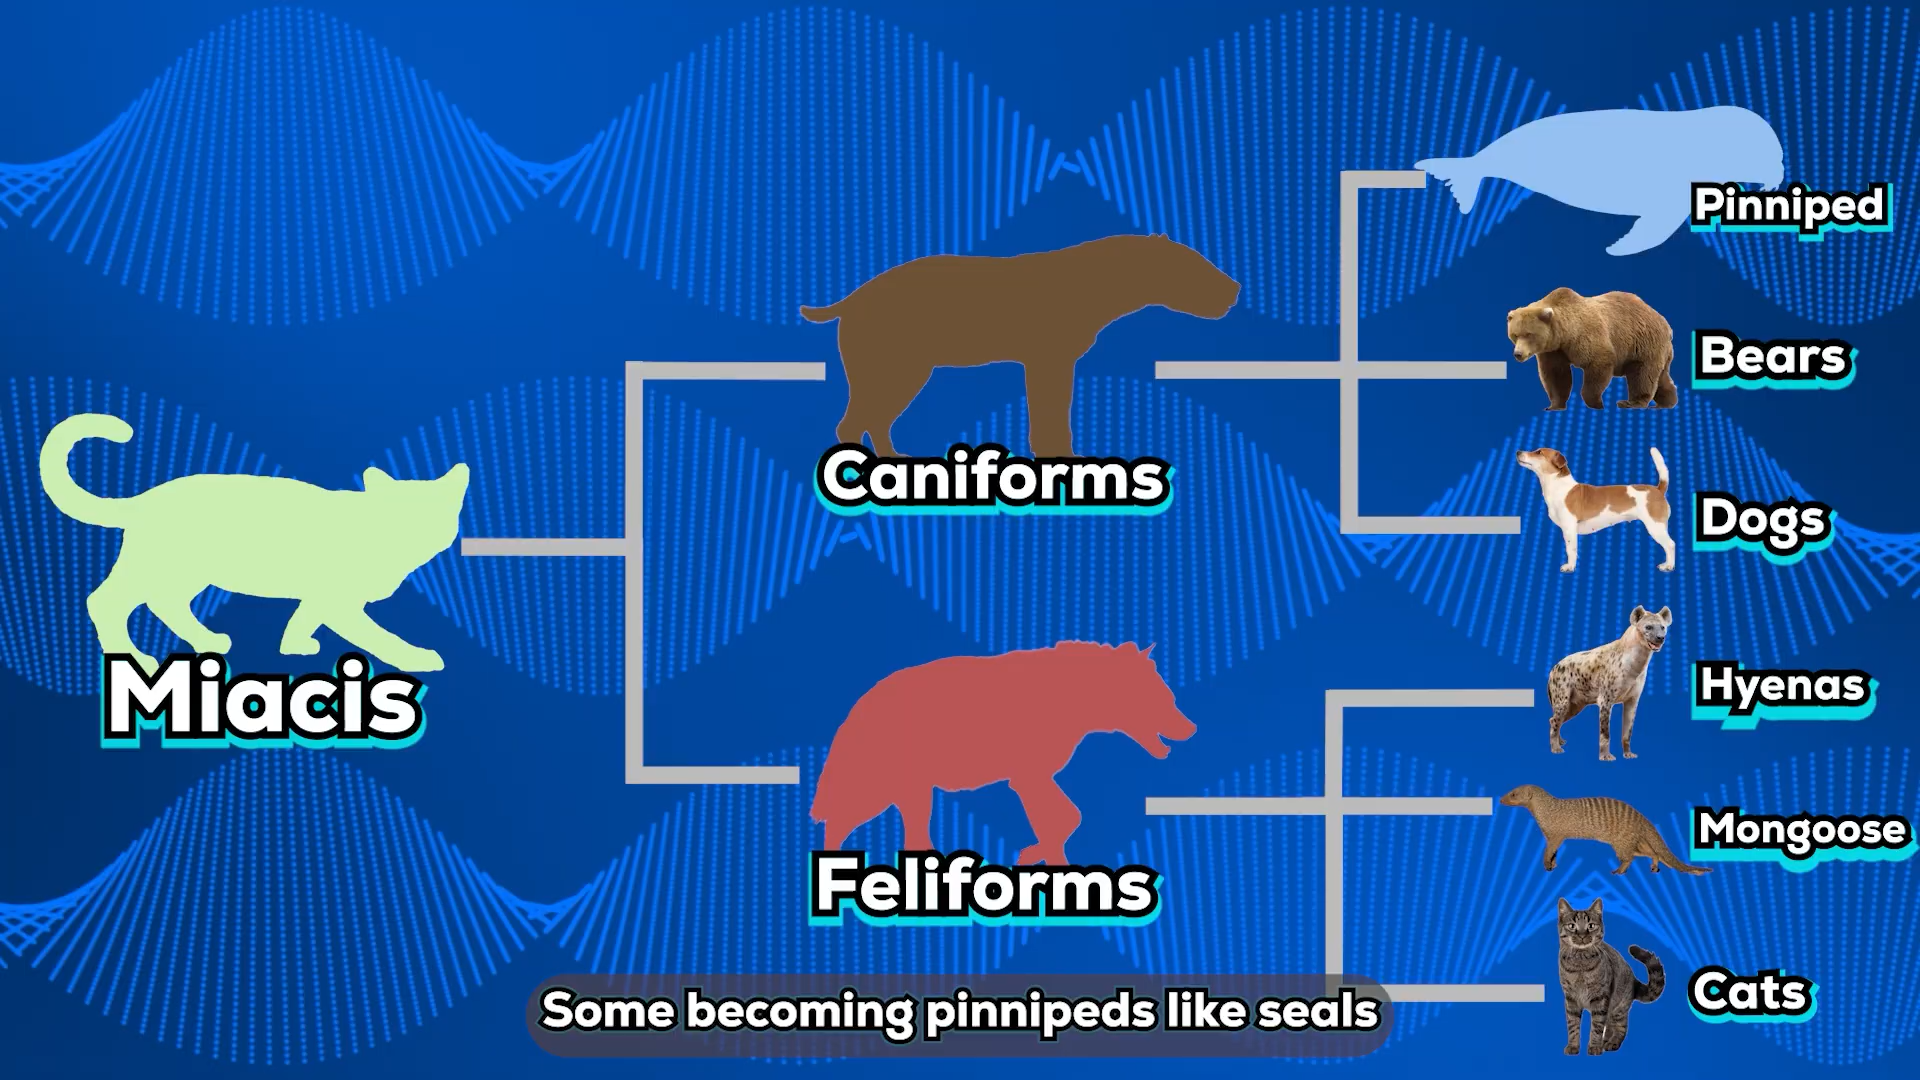 Miacis
Caniforms
Feliforms
Pinniped
Bears
Dogs
Hyenas
Mongoose
Cats
Some becoming pinnipeds like seals